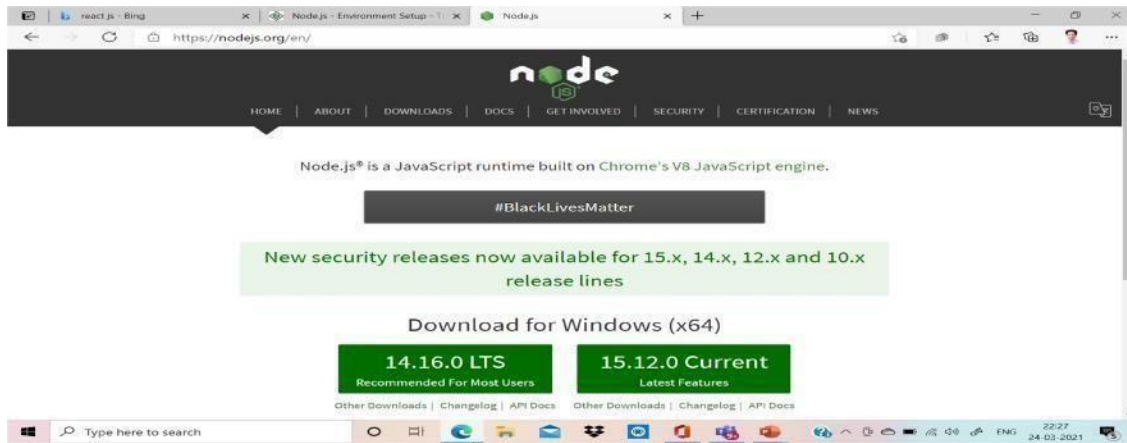 react js - Bing
Node.js - Environment Setup - T
Node.js
https://nodejs.org/en/
node
JS
HOME | ABOUT | DOWNLOADS | DOCS | GET INVOLVED | SECURITY | CERTIFICATION | NEWS
Node.js® is a JavaScript runtime built on Chrome's V8 JavaScript engine.
#BlackLivesMatter
New security releases now available for 15.x, 14.x, 12.x and 10.x
release lines
Download for Windows (x64)
14.16.0 LTS
Recommended For Most Users
15.12.0 Current
Latest Features
Other Downloads | Changelog | API Docs
Other Downloads | Changelog | API Docs
Type here to search
ENG
22:27
24-03-2021